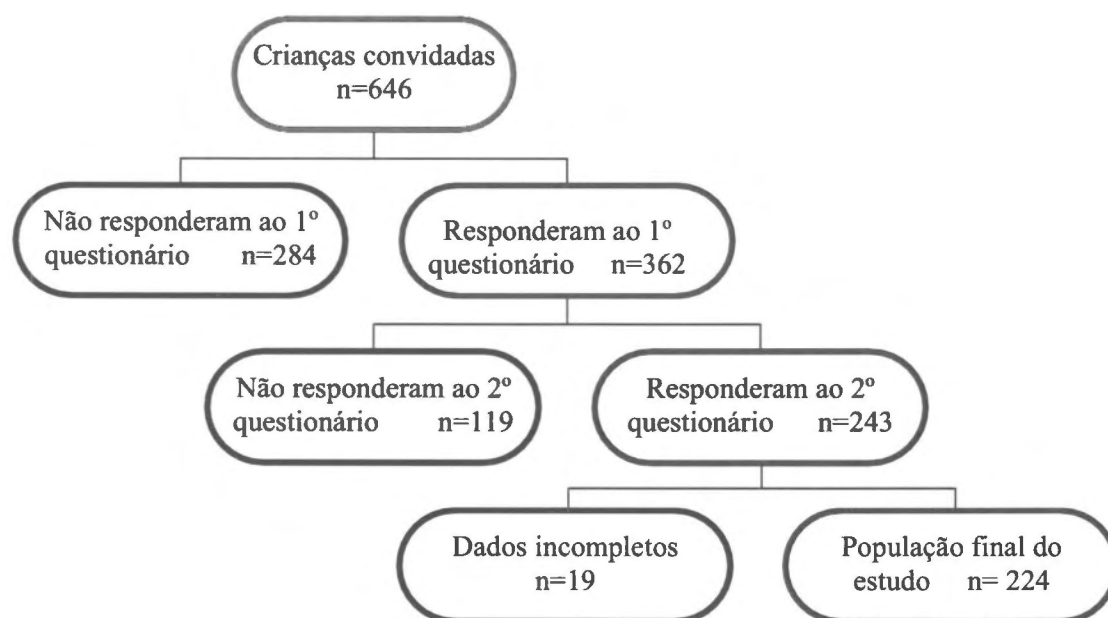 Crianças convidadas
n=646
Não responderam ao 1º
questionário n=284
Responderam ao 1º
questionário n=362
Não responderam ao 2º
questionário n=119
Responderam ao 2º
questionário n=243
Dados incompletos
n=19
População final do
estudo n= 224